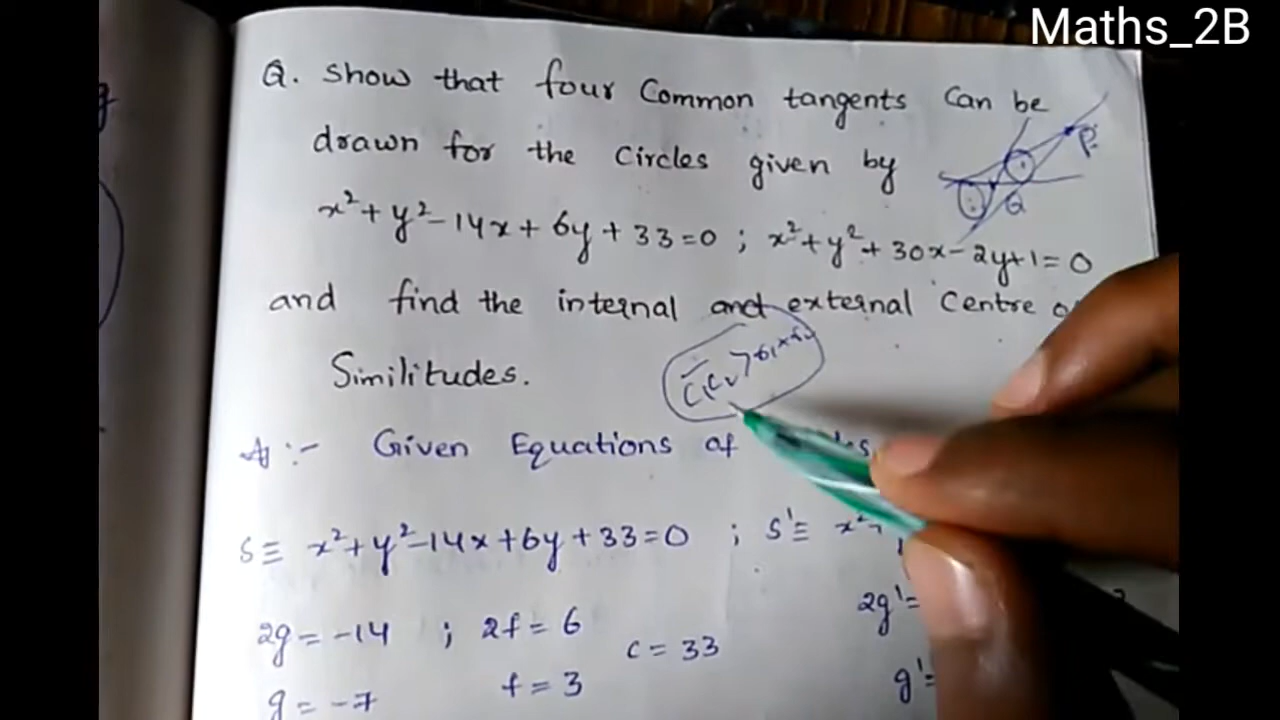 Maths_2B
Q. Show that four Common tangents Can be
drawn for the Circles given by
x²+y²-14x+6y+33=0 ; x²+y²+30x-2y+1=0
and find the internal and external Centre
Similitudes.
P
Q
C₁C₂ >
A :- Given Equations of
S≡ x²+y²-14x+6y+33=0 ; S'≡ x²+
2g = -14 ; 2f = 6 c = 33 2g'=
g = -7 f = 3 g'=